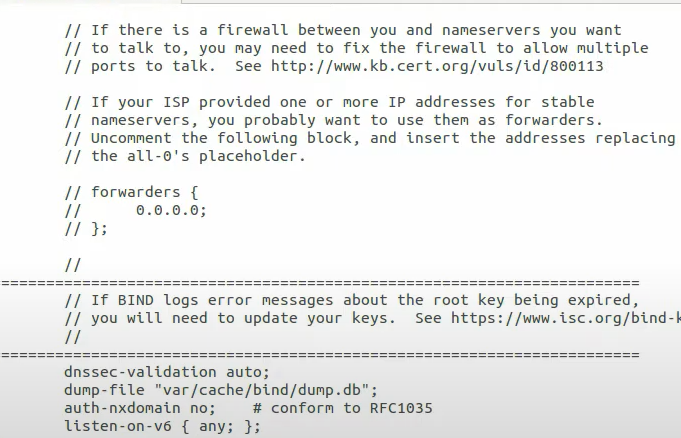 // If there is a firewall between you and nameservers you want
// to talk to, you may need to fix the firewall to allow multiple
// ports to talk.  See http://www.kb.cert.org/vuls/id/800113
// If your ISP provided one or more IP addresses for stable
// nameservers, you probably want to use them as forwarders.
// Uncomment the following block, and insert the addresses replacing
// the all-0's placeholder.
// forwarders {
//      0.0.0.0;
// };
//
========================================================================
// If BIND logs error messages about the root key being expired,
// you will need to update your keys.  See https://www.isc.org/bind-k
//
========================================================================
dnssec-validation auto;
dump-file "var/cache/bind/dump.db";
auth-nxdomain no;    # conform to RFC1035
listen-on-v6 { any; };